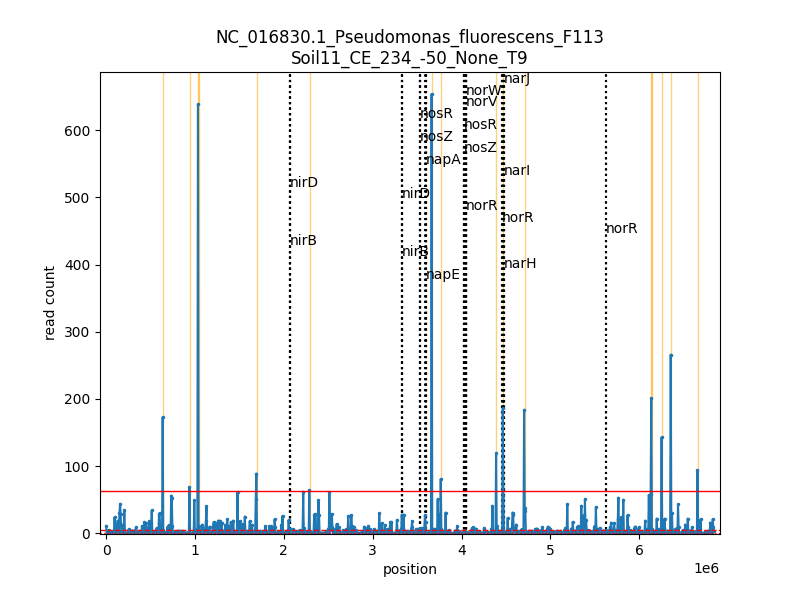 NC_016830.1_Pseudomonas_fluorescens_F113
Soil11_CE_234_-50_None_T9
read count
600
500
400
300
200
100
0
narJ
norW
norV
nosR
nosR
nosZ
nosZ
napA
narI
nirD
nirD
norR
norR
norR
nirB
nirB
narH
napE
0
1
2
3
4
5
6
1e6
position